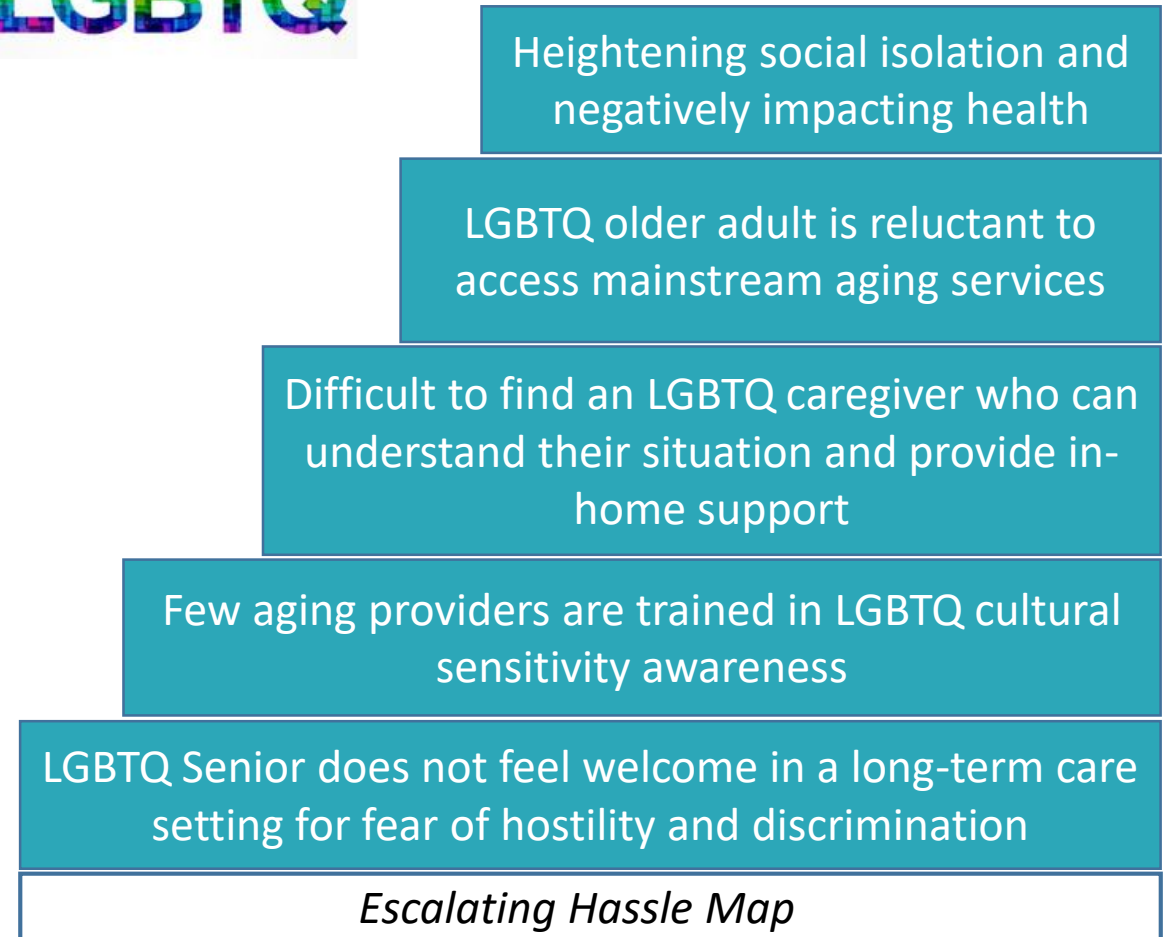 LGBTQ
Heightening social isolation and
negatively impacting health
LGBTQ older adult is reluctant to
access mainstream aging services
Difficult to find an LGBTQ caregiver who can
understand their situation and provide in-
home support
Few aging providers are trained in LGBTQ cultural
sensitivity awareness
LGBTQ Senior does not feel welcome in a long-term care
setting for fear of hostility and discrimination
Escalating Hassle Map